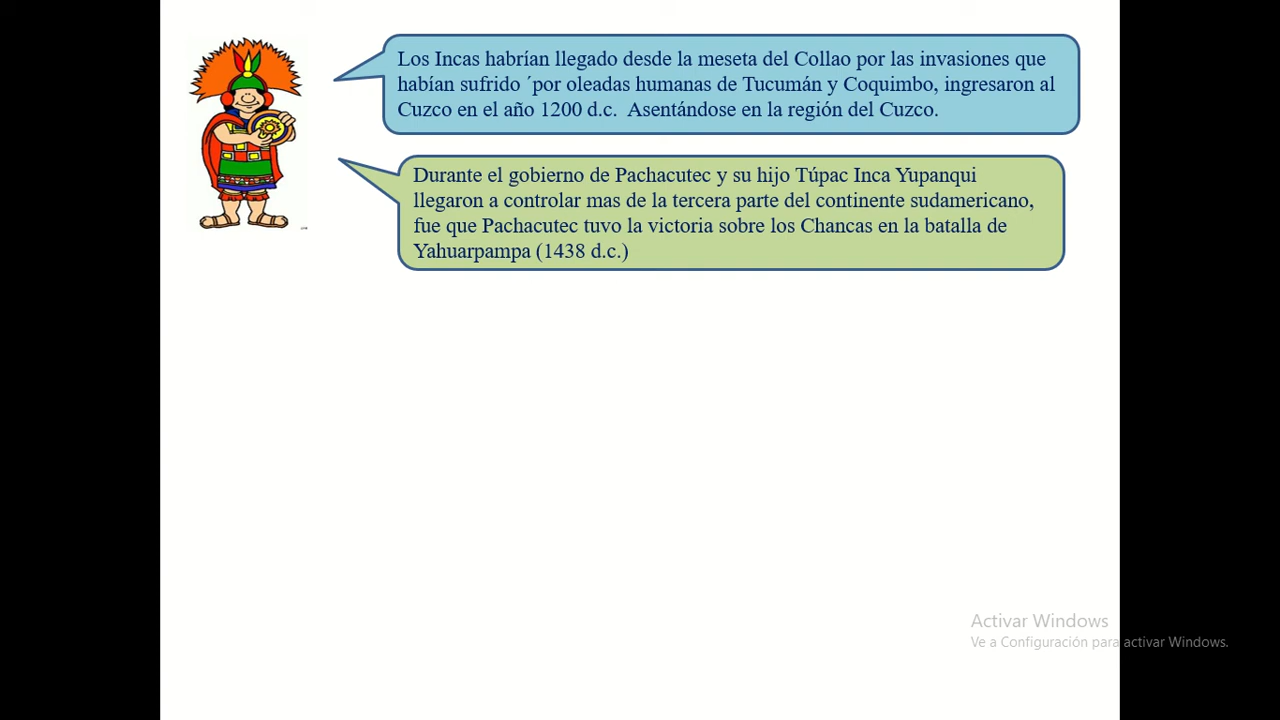 Los Incas habrían llegado desde la meseta del Collao por las invasiones que
habían sufrido ´por oleadas humanas de Tucumán y Coquimbo, ingresaron al
Cuzco en el año 1200 d.c.  Asentándose en la región del Cuzco.
Durante el gobierno de Pachacutec y su hijo Túpac Inca Yupanqui
llegaron a controlar mas de la tercera parte del continente sudamericano,
fue que Pachacutec tuvo la victoria sobre los Chancas en la batalla de
Yahuarpampa (1438 d.c.)
Activar Windows
Ve a Configuración para activar Windows.